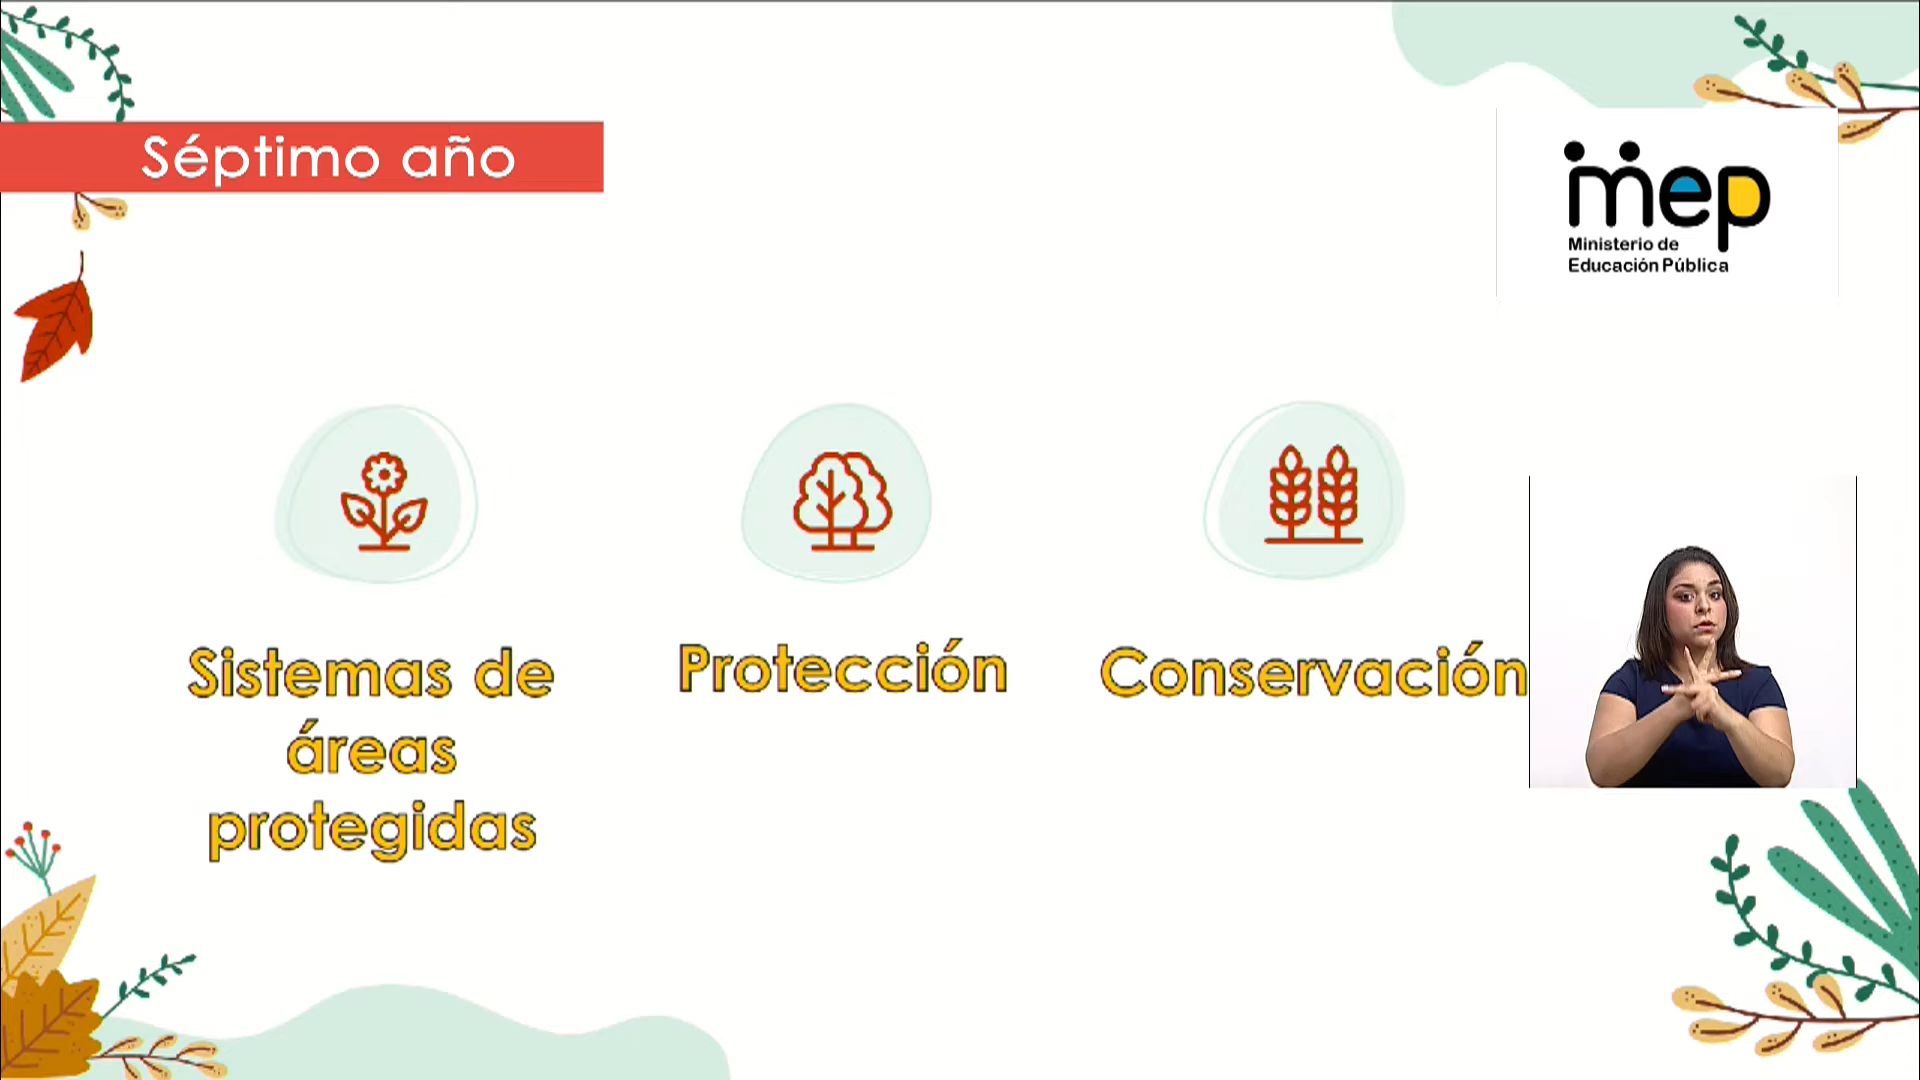 Séptimo año
mep
Ministerio de
Educación Pública
Sistemas de
áreas
protegidas
Protección
Conservación